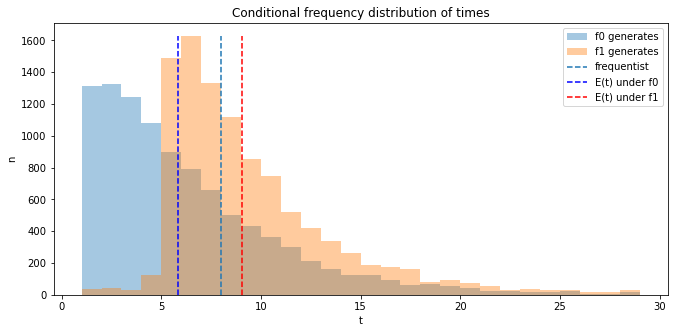 Conditional frequency distribution of times
f0 generates
f1 generates
frequentist
E(t) under f0
E(t) under f1
n
1600
1400
1200
1000
800
600
400
200
0
0 5 10 15 20 25 30
t